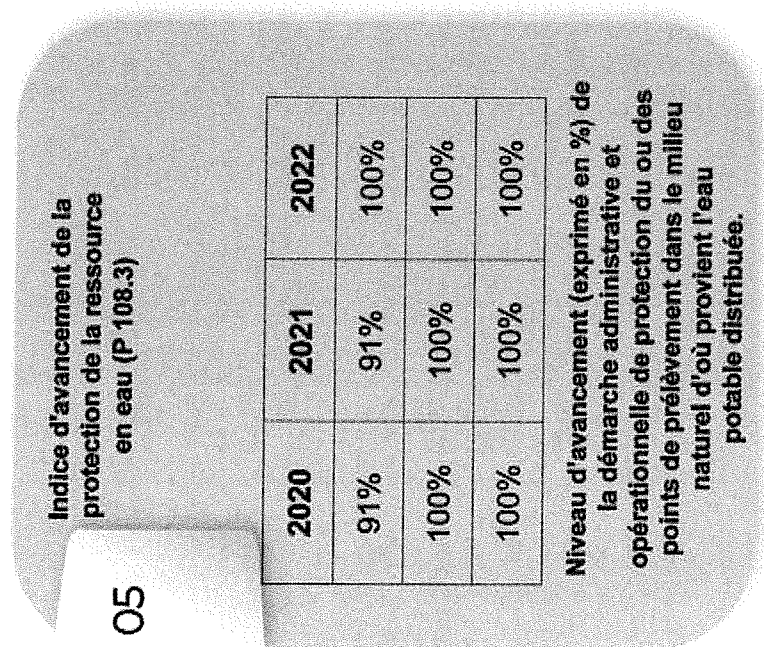 05
Indice d'avancement de la
protection de la ressource
en eau (P 108.3)
2020 2021 2022
91% 91% 100%
100% 100% 100%
100% 100% 100%
Niveau d'avancement (exprimé en %) de
la démarche administrative et
opérationnelle de protection du ou des
points de prélèvement dans le milieu
naturel d'où provient l'eau
potable distribuée.